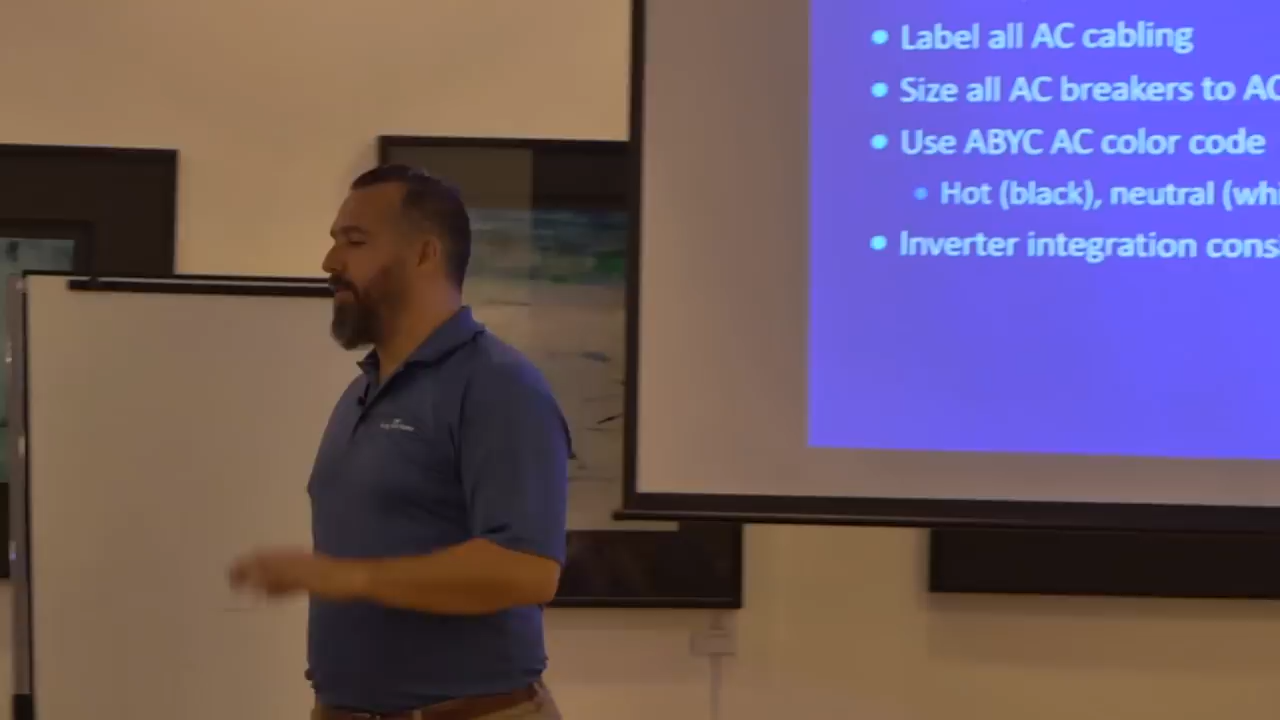 • Label all AC cabling
• Size all AC breakers to AC
• Use ABYC AC color code
• Hot (black), neutral (whi
• Inverter integration cons